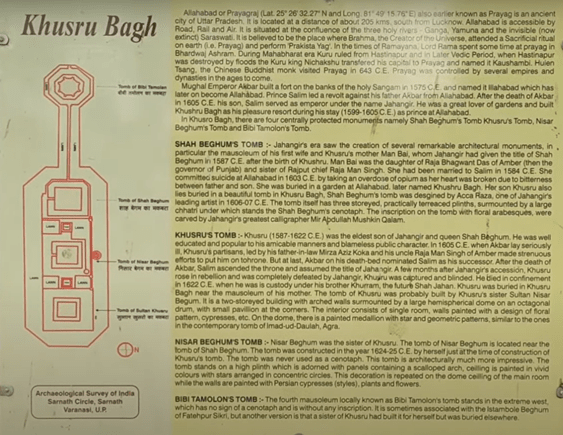 Khusru Bagh
Tomb of Bibi Tamolon
Tomb of Shah Begum
Tomb of Nisar Begum
Tomb of Sultan Khusru
N
Archaeological Survey of India
Sarnath Circle, Sarnath
Varanasi, U.P.
Allahabad or Prayagraj (Lat. 25° 26' 32.27" N and Long. 81° 49' 15.76" E) also earlier known as Prayag is an ancient
city of Uttar Pradesh. It is located at a distance of about 205 kms, south from Lucknow. Allahabad is accessible by
Road, Rail and Air. It is situated at the confluence of the three holy rivers - Ganga, Yamuna and the invisible (now
extinct) Saraswati. It is believed to be the place where Brahma, the Creator of the Universe, attended a Sacrificial ritual
on earth (i.e. Prayag) and perform 'Prakista Yag'. In the times of Ramayana, Lord Rama spent some time at prayag in
Bhardwaj Ashram. During Mahabharat era Kuru ruled from Hastinapur and in Later Vedic Period, when Hastinapur
was destroyed by floods the Kuru king Nichakshu transfered his capital to Prayag and named it Kaushambi. Huien
Tsang, the Chinese Buddhist monk visited Prayag in 643 C.E. Prayag was controlled by several empires and
dynasties in the ages to come.
Mughal Emperor Akbar built a fort on the banks of the holy Sangam in 1575 C.E. and named it Illahabad which has
later on become Allahabad. Prince Salim led a revolt against his father Akbar from Allahabad. After the death of Akbar
in 1605 C.E. his son, Salim served as emperor under the name Jahangir. He was a great lover of gardens and built
Khushru Bagh as his pleasure resort during his stay (1599-1605 C.E.) as prince at Allahabad.
In Khusro Bagh, there are four centrally protected monuments namely Shah Begum's Tomb Khusru's Tomb, Nisar
Begum's Tomb and Bibi Tamolon's Tomb.
SHAH BEGUM'S TOMB :- Jahangir's era saw the creation of several remarkable architectural monuments, in
particular the mausoleum of his first wife and Khusru's mother Man Bai, whom Jahangir had given the title of Shah
Begum in 1587 C.E. after the birth of Khushru. Man Bai was the daughter of Raja Bhagwant Das of Amber (then the
governor of Punjab) and sister of Rajput chief Raja Man Singh. She had been married to Salim in 1584 C.E. She
committed suicide at Allahabad in 1603 C.E. by taking an overdose of opium as her heart was broken due to bitterness
between father and son. She was buried in a garden at Allahabad, later named Khushru Bagh. Her son Khusru also
lies buried in a beautiful tomb in Khusru Bagh, Shah Begum's tomb was desgined by Acca Raza, one of Jahangir's
leading artist in 1606-07 C.E. The tomb itself has three storeyed, practically terreaced plinths, surmounted by a large
chhatri under which stands the Shah Begum's cenotaph. The inscription on the tomb with floral arabesques, were
carved by Jahangir's greatest calligrapher Mir Abdullah Mushkin Qalam.
KHUSRU'S TOMB :- Khusru (1587-1622 C.E.) was the eldest son of Jahangir and queen Shah Begum. He was well
educated and popular to his amicable manners and blameless public character. In 1605 C.E. when Akbar lay seriously
ill, Khusru's partisans, led by his father-in-law Mirza Aziz Koka and his uncle Raja Man Singh of Amber made strenuous
efforts to put him on tohrone. But at last, Akbar on his death-bed nominated Salim as his successor. After the death of
Akbar, Salim ascended the throne and assumed the title of Jahangir. A few months after Jahangir's accession, Khusru
rose in rebellion and was completely defeated by Jahangir, Khusru was captured and blinded. He died in confinement
in 1622 C.E. when he was in custody under his brother Khurram, the future Shah Jahan. Khusru was buried in Khusru
Bagh near the mausoleum of his mother. The tomb of Khusru was probably built by Khusru's sister Sultan Nisar
Begum. It is a two-storeyed building with arched walls surmounted by a large hemispherical dome on an octagonal
drum, with small pavillion at the corners. The interior consists of single room, walls painted with a design of floral
pattern, cypresses, etc. On the dome, there is a painted medallion with star and geometric patterns, similar to the ones
in the contemporary tomb of Imad-ud-Daulah, Agra.
NISAR BEGUM'S TOMB :- Nisar Begum was the sister of Khusru. The tomb of Nisar Begum is located near the
tomb of Shah Begum. The tomb was constructed in the year 1624-25 C.E. by herself just at the time of construction of
Khusru's tomb. The tomb was never used as a cenotaph. This tomb is architecturally much more impressive. The
tomb stands on a high plinth which is adorned with panels containing a scalloped arch, ceilling is painted in vivid
colours with stars arranged in concentric circles. This decoration is repeated on the dome ceilling of the main room
while the walls are painted with Persian cypresses (styles), plants and flowers.
BIBI TAMOLON'S TOMB :- The fourth mausoleum locally known as Bibi Tamolon's tomb stands in the extreme west,
which has no sign of a cenotaph and is without any inscription. It is sometimes associated with the Istambole Begum
of Fatehpur Sikri, but another version is that a sister of Khusru had built it for herself but was buried elsewhere.